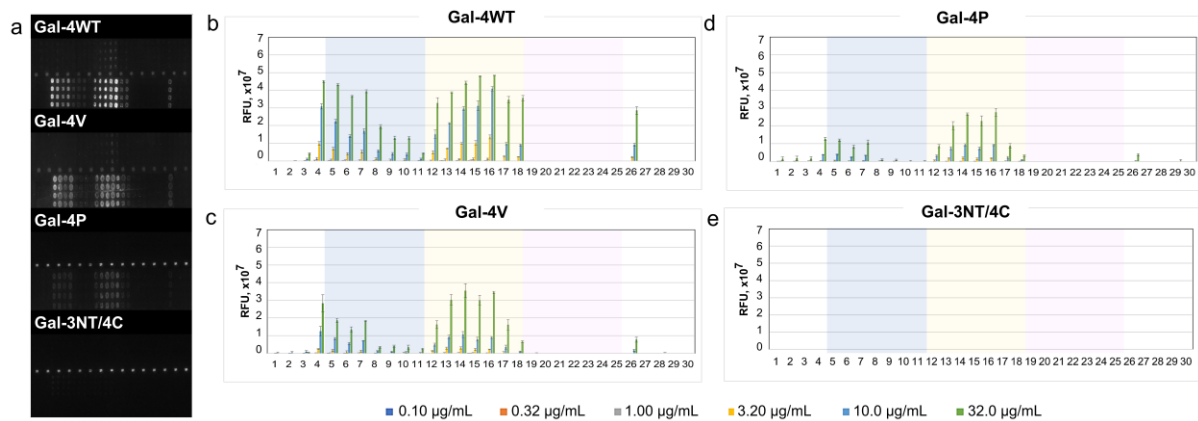 a
Gal-4WT
Gal-4V
Gal-4P
Gal-3NT/4C
b
Gal-4WT
RFU, x10⁷
7
6
5
4
3
2
1
0
1 2 3 4 5 6 7 8 9 10 11 12 13 14 15 16 17 18 19 20 21 22 23 24 25 26 27 28 29 30
c
Gal-4V
RFU, x10⁷
7
6
5
4
3
2
1
0
1 2 3 4 5 6 7 8 9 10 11 12 13 14 15 16 17 18 19 20 21 22 23 24 25 26 27 28 29 30
d
Gal-4P
RFU, x10⁷
7
6
5
4
3
2
1
0
1 2 3 4 5 6 7 8 9 10 11 12 13 14 15 16 17 18 19 20 21 22 23 24 25 26 27 28 29 30
e
Gal-3NT/4C
RFU, x10⁷
7
6
5
4
3
2
1
0
1 2 3 4 5 6 7 8 9 10 11 12 13 14 15 16 17 18 19 20 21 22 23 24 25 26 27 28 29 30
0.10 µg/mL 0.32 µg/mL 1.00 µg/mL 3.20 µg/mL 10.0 µg/mL 32.0 µg/mL